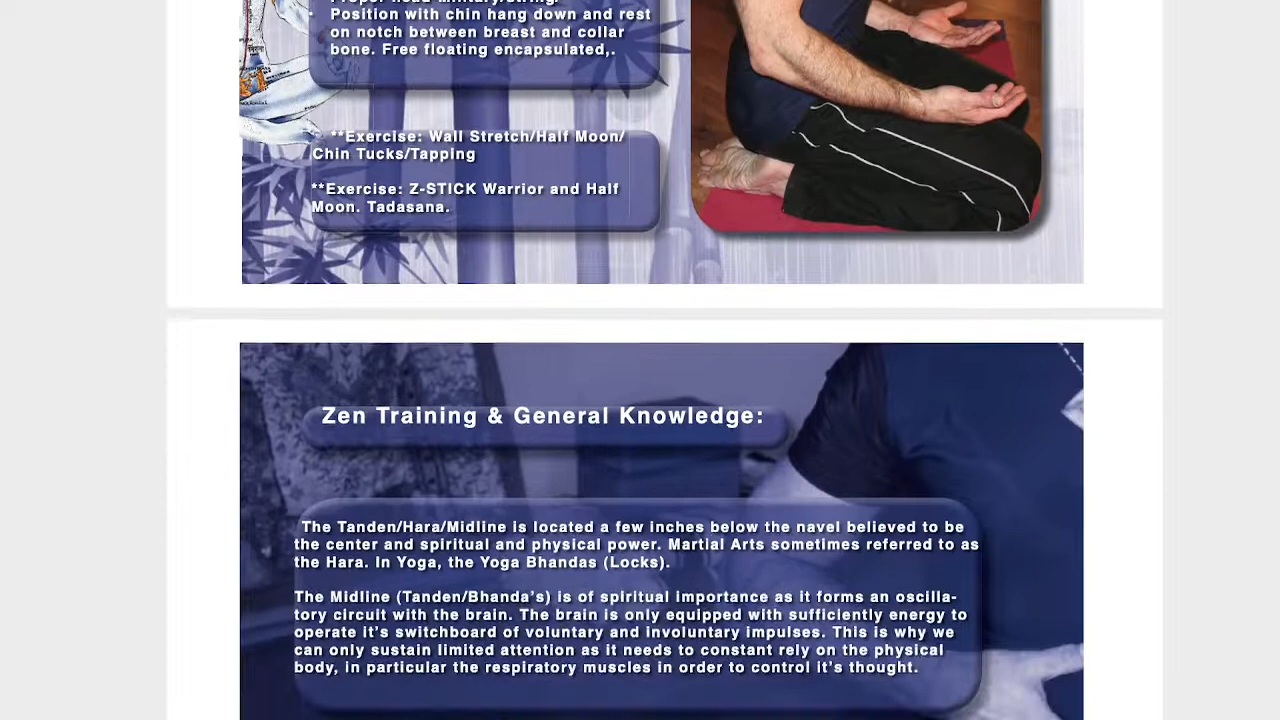 Position with chin hang down and rest
on notch between breast and collar
bone. Free floating encapsulated,.
**Exercise: Wall Stretch/Half Moon/
Chin Tucks/Tapping
**Exercise: Z-STICK Warrior and Half
Moon. Tadasana.
Zen Training & General Knowledge:
The Tanden/Hara/Midline is located a few inches below the navel believed to be
the center and spiritual and physical power. Martial Arts sometimes referred to as
the Hara. In Yoga, the Yoga Bhandas (Locks).
The Midline (Tanden/Bhanda's) is of spiritual importance as it forms an oscilla-
tory circuit with the brain. The brain is only equipped with sufficiently energy to
operate it's switchboard of voluntary and involuntary impulses. This is why we
can only sustain limited attention as it needs to constant rely on the physical
body, in particular the respiratory muscles in order to control it's thought.